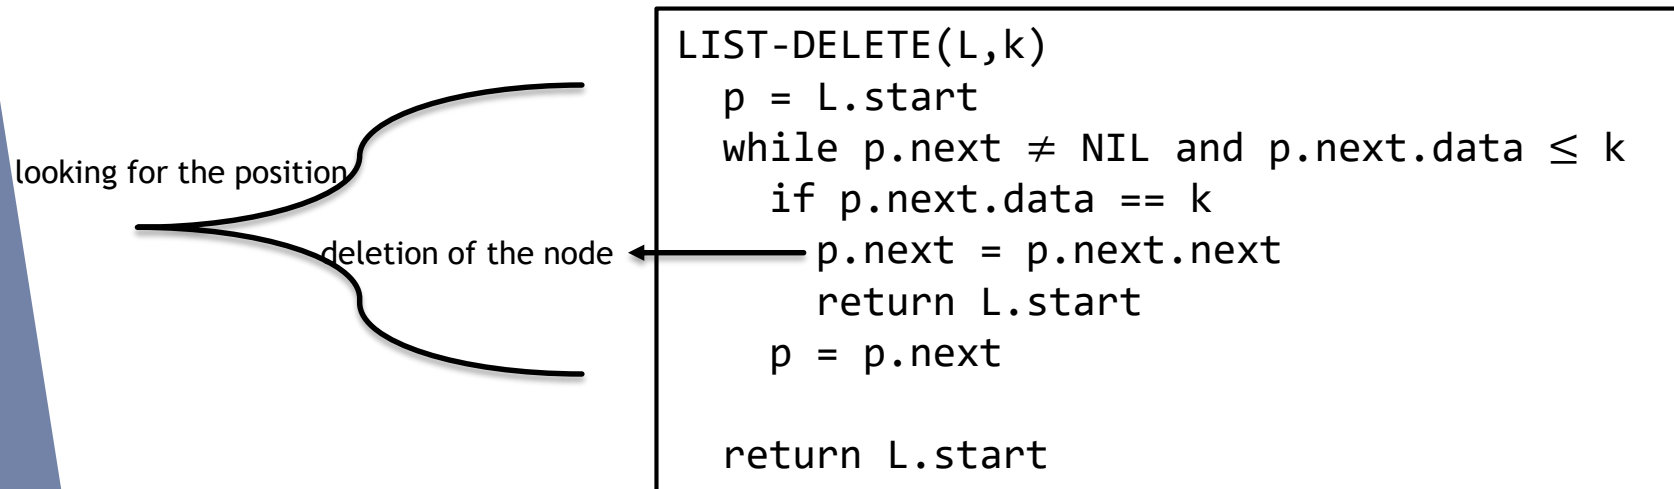 looking for the position
deletion of the node
LIST-DELETE(L,k)
p = L.start
while p.next ≠ NIL and p.next.data ≤ k
if p.next.data == k
p.next = p.next.next
return L.start
p = p.next
return L.start